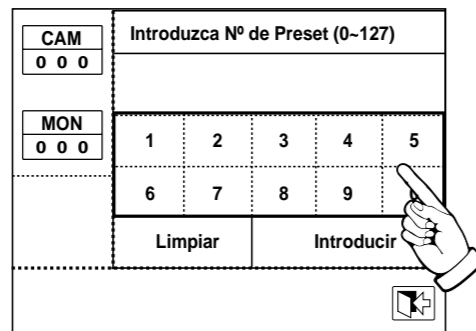 CAM
0 0 0
Introduzca Nº de Preset (0~127)
MON
0 0 0
1 2 3 4 5
6 7 8 9
Limpiar Introducir